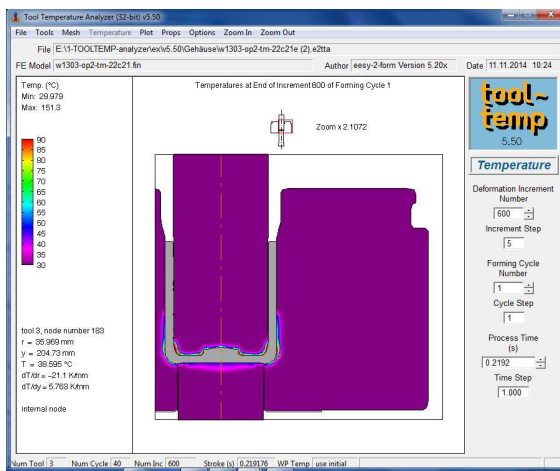 Tool Temperature Analyzer (32-bit) v5.50
File Tools Mesh Temperature Plot Props Options Zoom In Zoom Out
File E:\1-TOOLTEMP-analyzer\ex\v5.50\Gehäuse\w1303-op2-tm-22c21e (2).e2tta
FE Model w1303-op2-tm-22c21.fin Author eesy-2-form Version 5.20x Date 11.11.2014 10:24
Temp. (°C)
Min: 29.979
Max: 151.3
Temperatures at End of Increment 600 of Forming Cycle 1
Zoom x 2.1072
90
85
80
75
70
65
60
55
50
45
40
35
30
tool 3, node number 183
r = 35.969 mm
y = 204.73 mm
T = 38.595 °C
dT/dr = -21.1 K/mm
dT/dy = 5.763 K/mm
internal node
tool-
temp
5.50
Temperature
Deformation Increment
Number
600
Increment Step
5
Forming Cycle
Number
1
Cycle Step
1
Process Time
(s)
0.2192
Time Step
1.000
Num Tool 3 Num Cycle 40 Num Inc 600 Stroke (s) 0.219176 WP Temp use initial